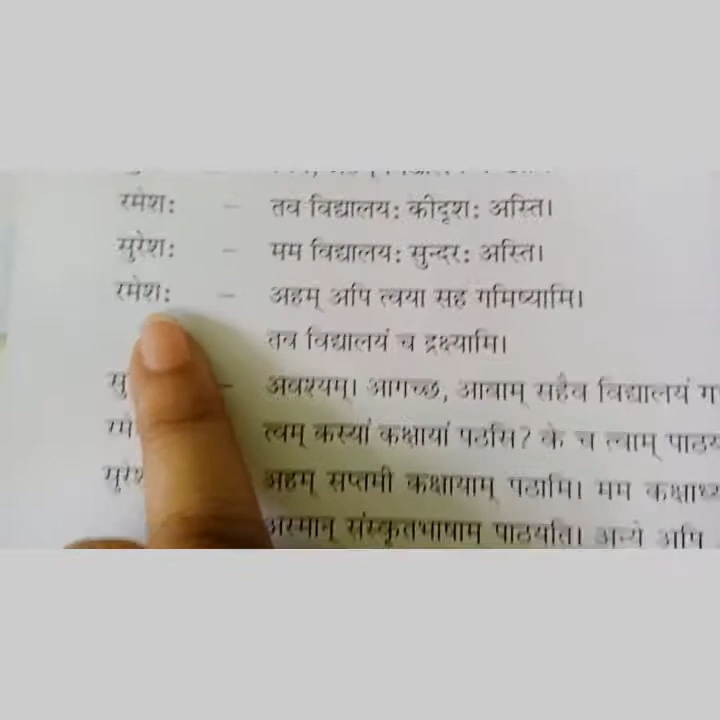 रमेशः – तव विद्यालयः कीदृशः अस्ति।
सुरेशः – मम विद्यालयः सुन्दरः अस्ति।
रमेशः – अहम् अपि त्वया सह गमिष्यामि।
तव विद्यालयं च द्रक्ष्यामि।
– अवश्यम्। आगच्छ, आवाम् सहैव विद्यालयं
त्वम् कस्यां कक्षायां पठसि? के च त्वाम्
अहम् सप्तमी कक्षायाम् पठामि। मम
अस्मान् संस्कृतभाषाम् पाठयति। अन्ये अपि